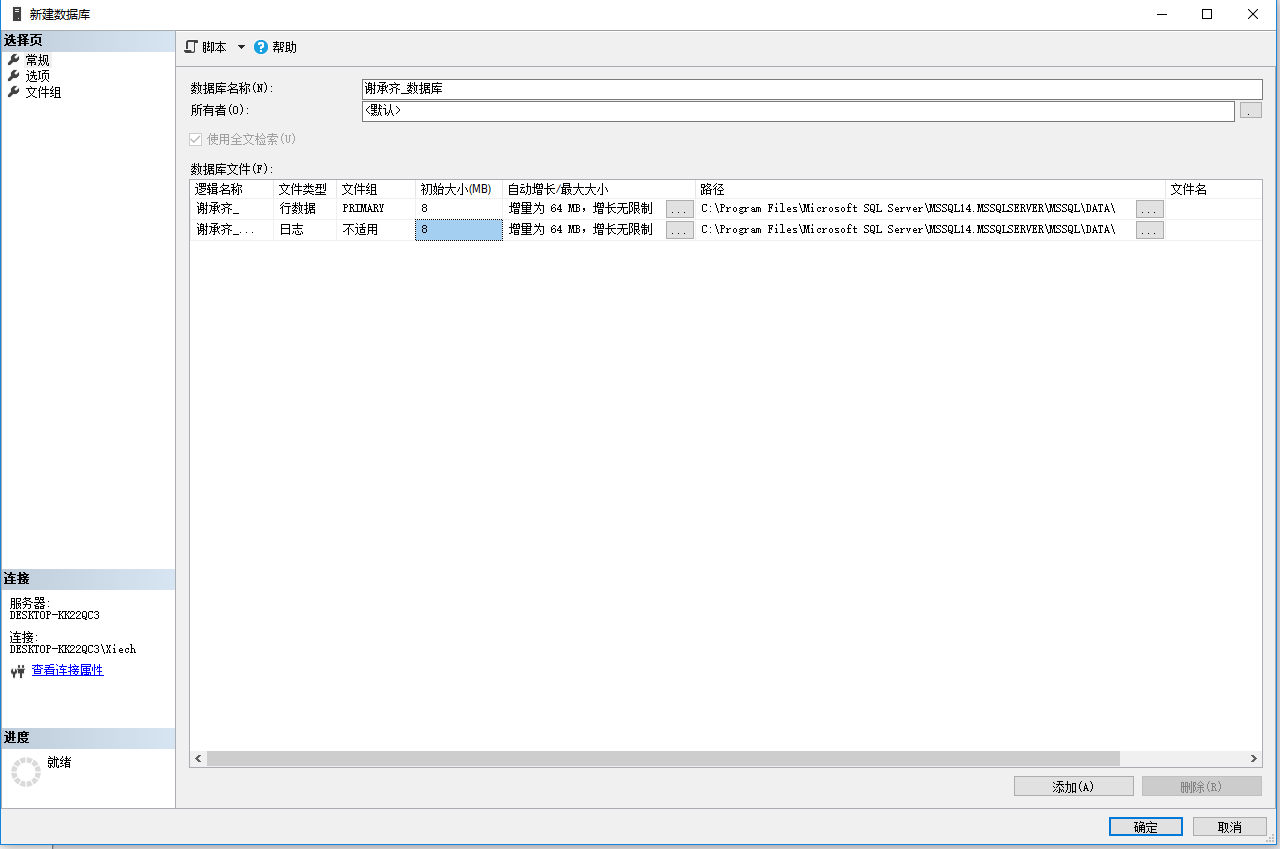 新建数据库
选择页
常规
选项
文件组
脚本 帮助
数据库名称(N): 谢承齐_数据库
所有者(O): <默认> .
使用全文检索(U)
数据库文件(F):
逻辑名称 文件类型 文件组 初始大小(MB) 自动增长/最大大小 路径 文件名
谢承齐_ 行数据 PRIMARY 8 增量为 64 MB，增长无限制 ... C:\Program Files\Microsoft SQL Server\MSSQL14.MSSQLSERVER\MSSQL\DATA\ ...
谢承齐_... 日志 不适用 8 增量为 64 MB，增长无限制 ... C:\Program Files\Microsoft SQL Server\MSSQL14.MSSQLSERVER\MSSQL\DATA\ ...
连接
服务器:
DESKTOP-KK22QC3
连接:
DESKTOP-KK22QC3\Xiech
查看连接属性
进度
就绪
添加(A) 删除(R)
确定 取消